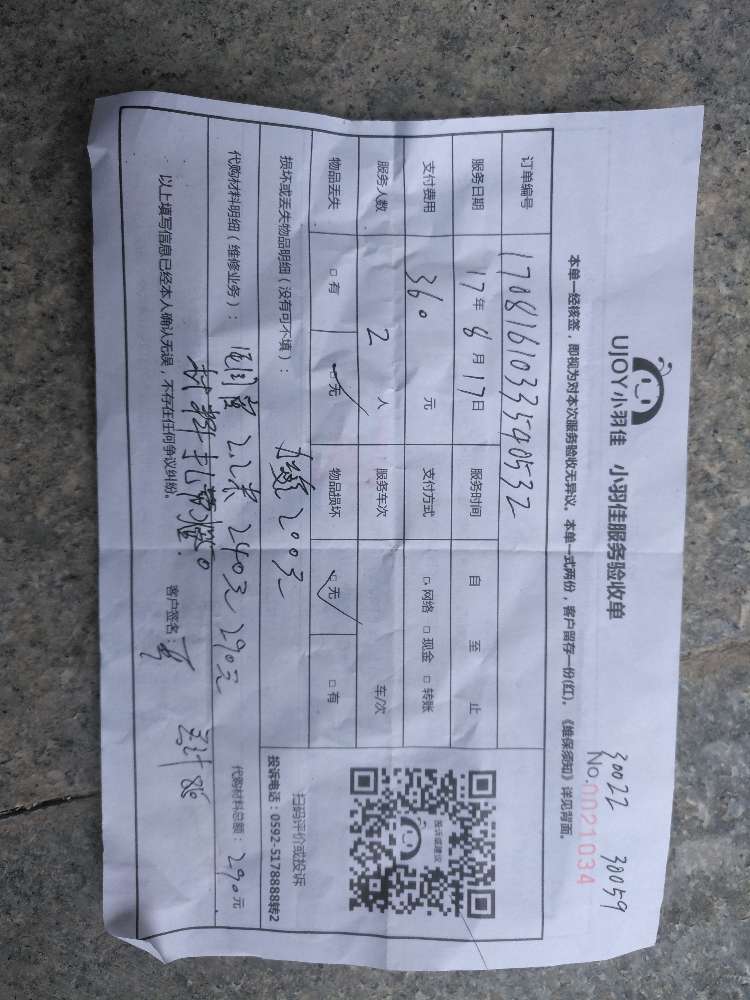 UJOY小羽佳 小羽佳服务验收单
30022 30059
No.0021034
本单一经核签，即视为对本次服务验收无异议。本单一式两份，客户留存一份(红)。《维保须知》详见背面。
订单编号 1708161033540532
服务日期 17年8月17日 服务时间 自 至 止
支付费用 360 元 支付方式 □网络 □现金 □转账
服务人数 2 人 服务车次 车/次
物品丢失 □有 □无 物品损坏 □无 □有
投诉或建议
扫码评价或投诉
投诉电话：0592-5178888转2
损坏或丢失物品明细（没有可不填）：
200元
代购材料明细（维修业务）： 2.2米 240元 290元
代购材料总额：290元
材料
以上填写信息已经本人确认无误，不存在任何争议纠纷。 客户签名：